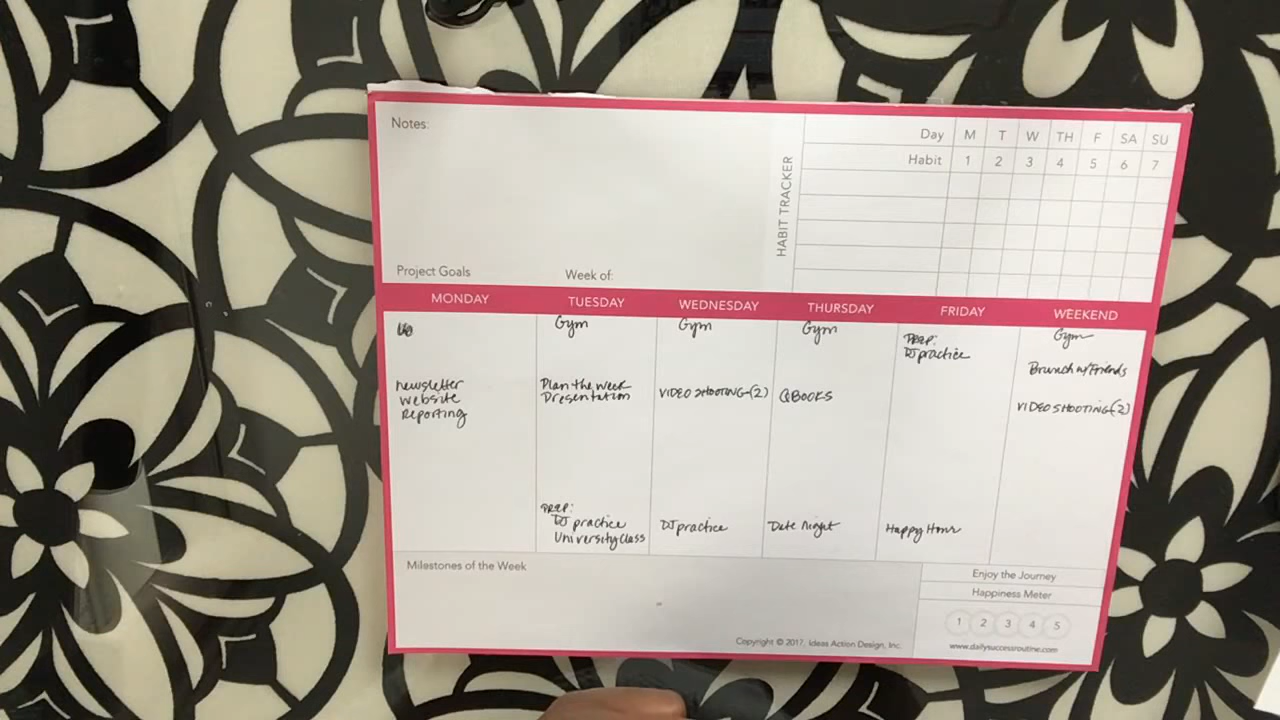 Notes:
Project Goals
Week of:
HABIT TRACKER
Day M T W TH F SA SU
Habit 1 2 3 4 5 6 7
MONDAY TUESDAY WEDNESDAY THURSDAY FRIDAY WEEKEND
newsletter
website
Reporting
Gym
Plan the week
Presentation
PREP:
DJ practice
University Class
Gym
VIDEO SHOOTING (2)
DJ practice
Gym
QBOOKS
Date Night
PREP:
DJ practice
Happy Hour
Gym
Brunch w/ Friends
VIDEO SHOOTING (2)
Milestones of the Week
Copyright © 2017, Ideas Action Design, Inc.
Enjoy the Journey
Happiness Meter
1 2 3 4 5
www.dailysuccessroutine.com